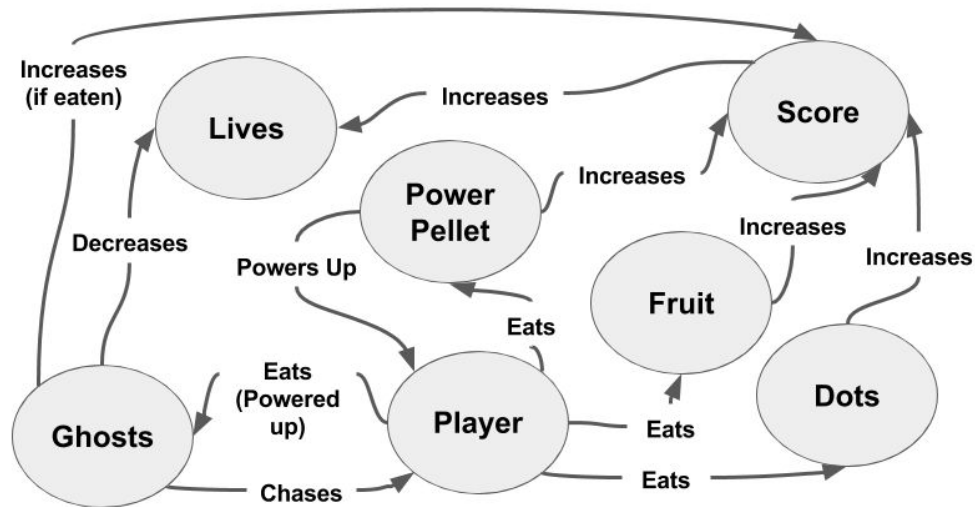 Increases
(if eaten)
Lives
Increases
Score
Power
Pellet
Increases
Decreases
Powers Up
Increases
Increases
Fruit
Eats
Eats
(Powered
up)
Ghosts
Player
Eats
Dots
Chases
Eats